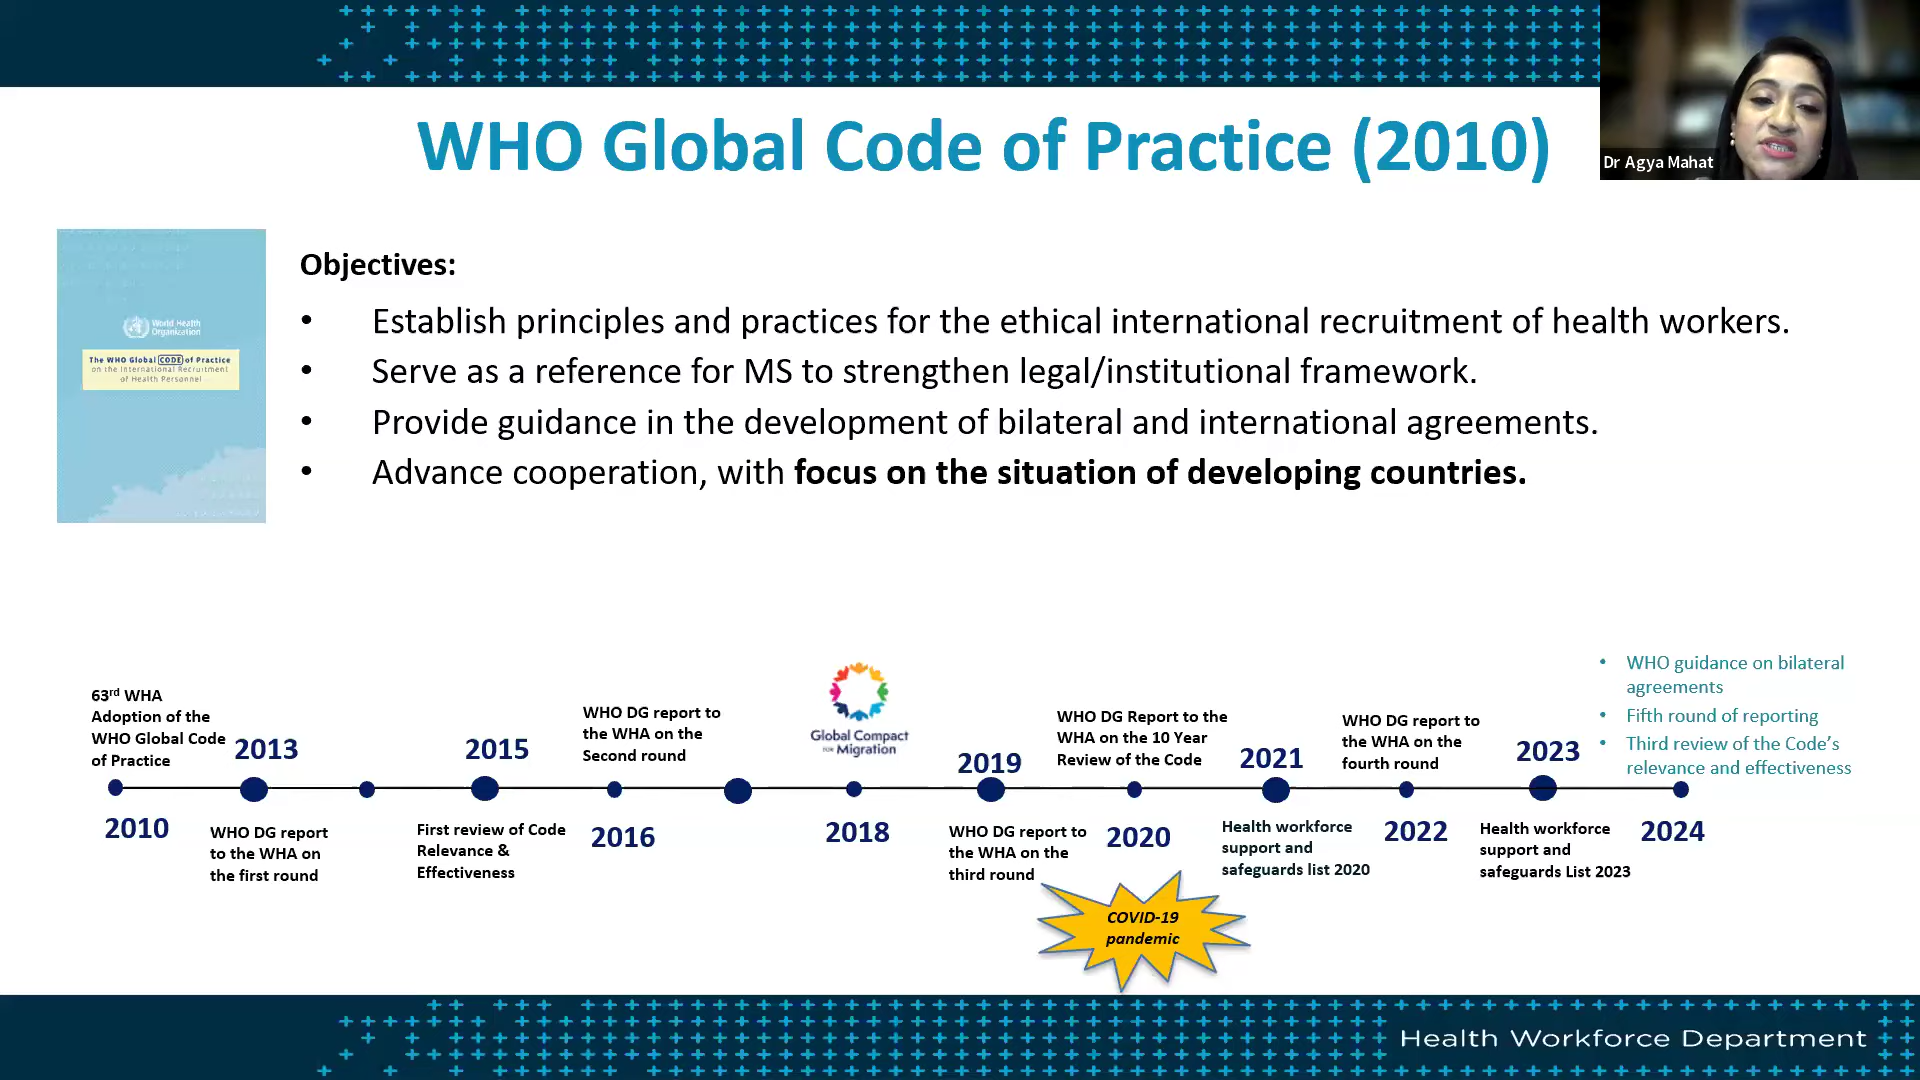 WHO Global Code of Practice (2010)
Dr Agya Mahat
World Health
Organization
The WHO Global CODE of Practice
on the International Recruitment
of Health Personnel
Objectives:
• Establish principles and practices for the ethical international recruitment of health workers.
• Serve as a reference for MS to strengthen legal/institutional framework.
• Provide guidance in the development of bilateral and international agreements.
• Advance cooperation, with focus on the situation of developing countries.
63rd WHA
Adoption of the
WHO Global Code
of Practice
2010
2013
WHO DG report
to the WHA on
the first round
2015
First review of Code
Relevance &
Effectiveness
WHO DG report to
the WHA on the
Second round
2016
Global Compact
FOR Migration
2018
2019
WHO DG report to
the WHA on the
third round
WHO DG Report to the
WHA on the 10 Year
Review of the Code
2020
COVID-19
pandemic
2021
Health workforce
support and
safeguards list 2020
WHO DG report to
the WHA on the
fourth round
2022
2023
Health workforce
support and
safeguards List 2023
• WHO guidance on bilateral
agreements
• Fifth round of reporting
• Third review of the Code's
relevance and effectiveness
2024
Health Workforce Department